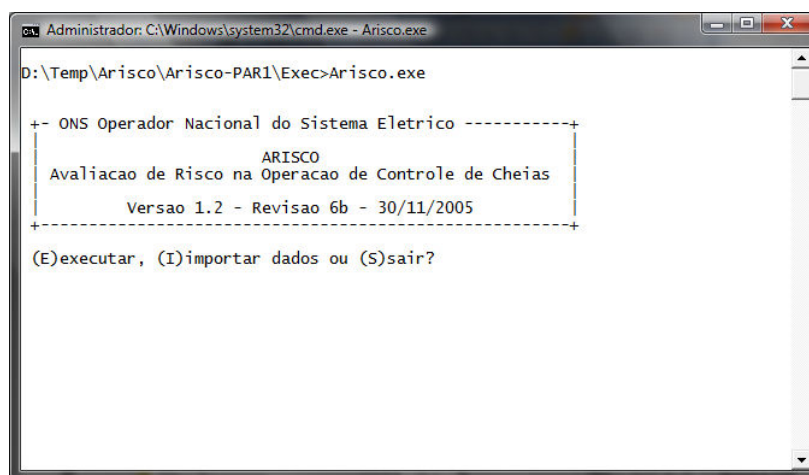 Administrador: C:\Windows\system32\cmd.exe - Arisco.exe
D:\Temp\Arisco\Arisco-PAR1\Exec>Arisco.exe
+- ONS Operador Nacional do Sistema Eletrico -----------+
ARISCO
Avaliacao de Risco na Operacao de Controle de Cheias
Versao 1.2 - Revisao 6b - 30/11/2005
+-------------------------------------------------------+
(E)executar, (I)importar dados ou (S)sair?